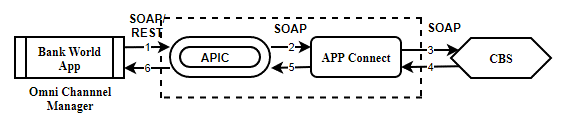 SOAP/
REST
SOAP
SOAP
Bank World
App
1
6
APIC
2
5
APP Connect
3
4
CBS
Omni Channnel
Manager